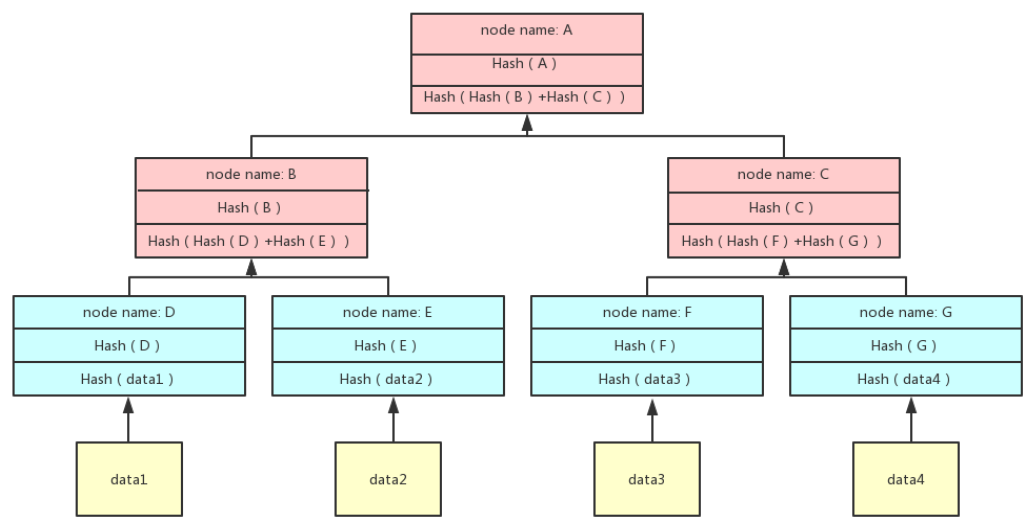 node name: A
Hash ( A )
Hash ( Hash ( B ) +Hash ( C ) )
node name: B
Hash ( B )
Hash ( Hash ( D ) +Hash ( E ) )
node name: C
Hash ( C )
Hash ( Hash ( F ) +Hash ( G ) )
node name: D
Hash ( D )
Hash ( data1 )
node name: E
Hash ( E )
Hash ( data2 )
node name: F
Hash ( F )
Hash ( data3 )
node name: G
Hash ( G )
Hash ( data4 )
data1
data2
data3
data4